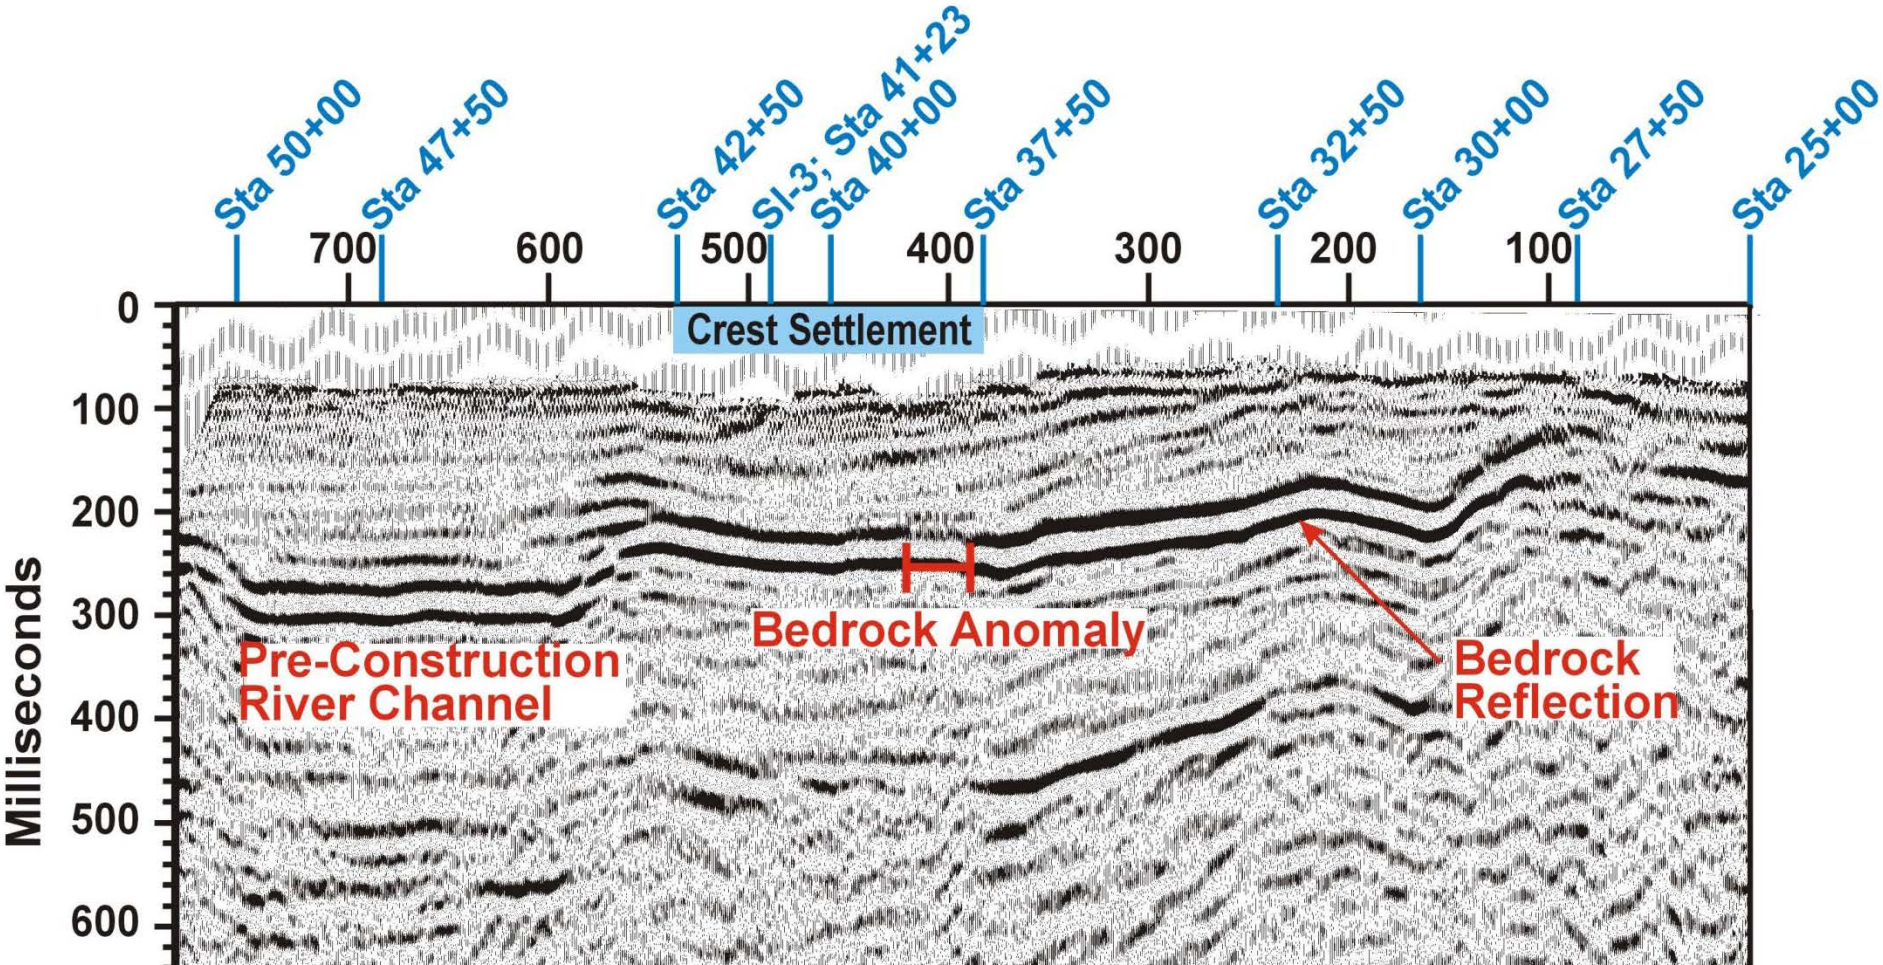 Sta 50+00
Sta 47+50
Sta 42+50
SI-3; Sta 41+23
Sta 40+00
Sta 37+50
Sta 32+50
Sta 30+00
Sta 27+50
Sta 25+00
700
600
500
400
300
200
100
0
100
200
300
400
500
600
Milliseconds
Crest Settlement
Bedrock Anomaly
Pre-Construction
River Channel
Bedrock
Reflection